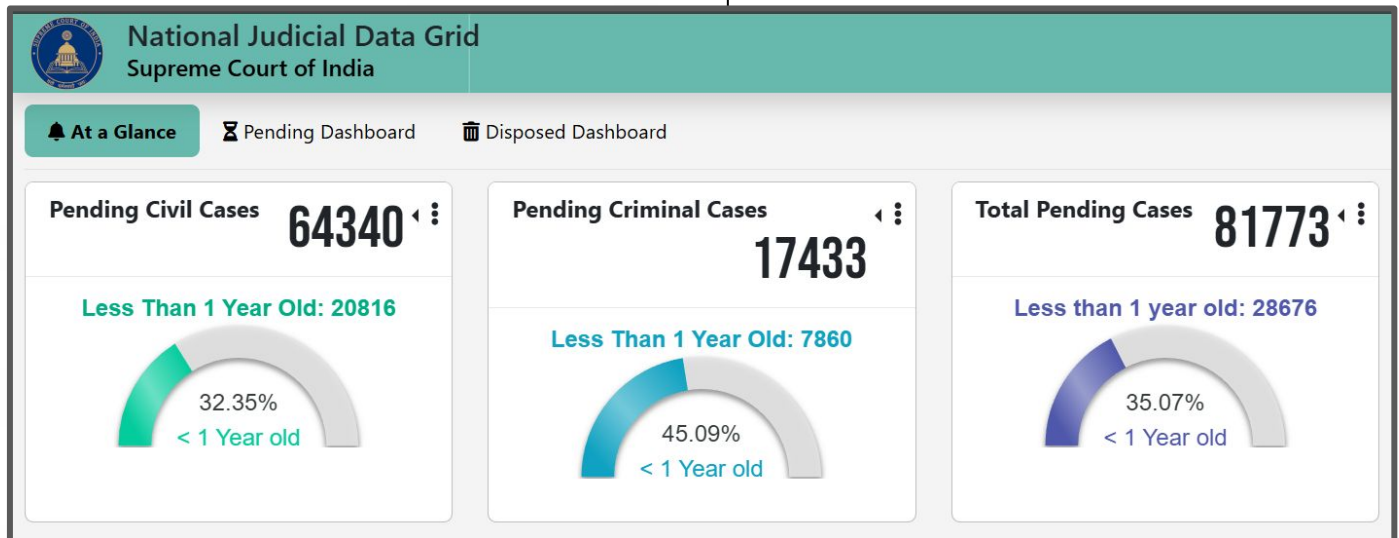 National Judicial Data Grid
Supreme Court of India
At a Glance
Pending Dashboard
Disposed Dashboard
Pending Civil Cases
64340
Less Than 1 Year Old: 20816
32.35%
< 1 Year old
Pending Criminal Cases
17433
Less Than 1 Year Old: 7860
45.09%
< 1 Year old
Total Pending Cases
81773
Less than 1 year old: 28676
35.07%
< 1 Year old